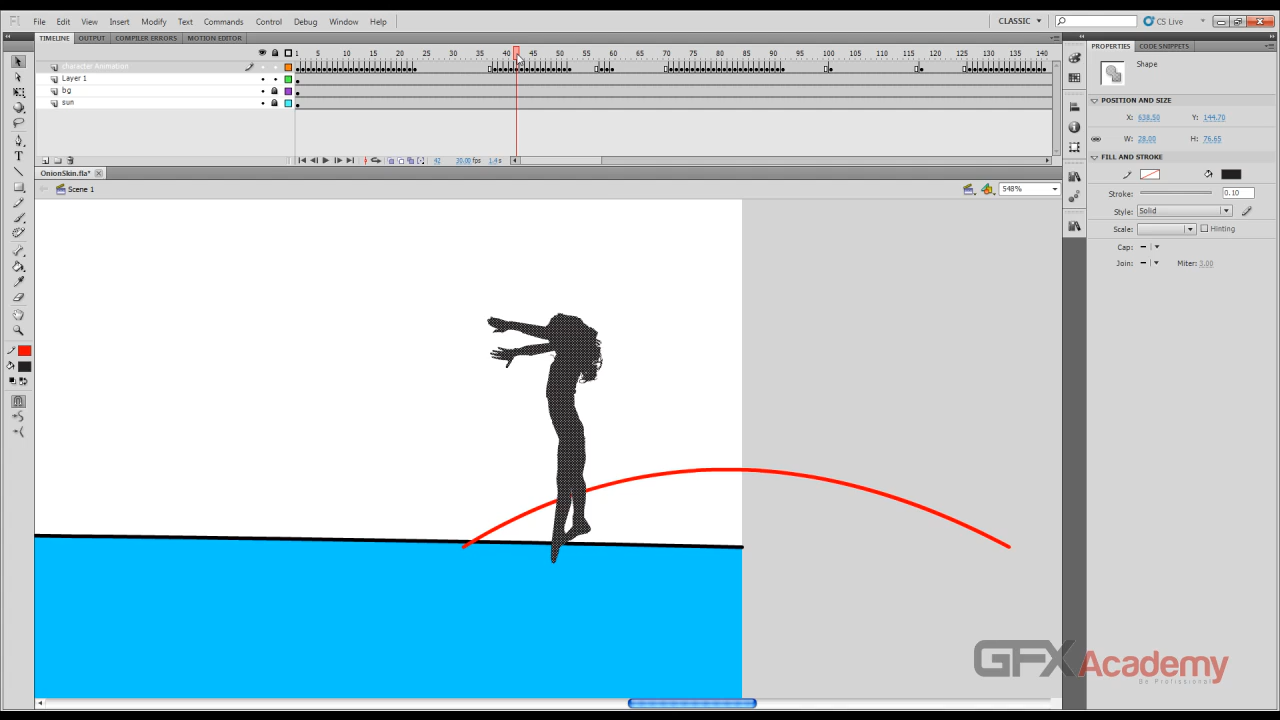 Fl File Edit View Insert Modify Text Commands Control Debug Window Help CLASSIC CS Live
TIMELINE OUTPUT COMPILER ERRORS MOTION EDITOR
1 5 10 15 20 25 30 35 40 45 50 55 60 65 70 75 80 85 90 95 100 105 110 115 120 125 130 135 140
character Animation
Layer 1
bg
sun
42 30.00 fps 1.4 s
OnionSkin.fla*
Scene 1 548%
PROPERTIES CODE SNIPPETS
Shape
POSITION AND SIZE
X: 638.50 Y: 144.70
W: 28.00 H: 76.65
FILL AND STROKE
Stroke: 0.10
Style: Solid
Scale: Hinting
Cap:
Join: Miter: 3.00
GFXAcademy
Be Professional